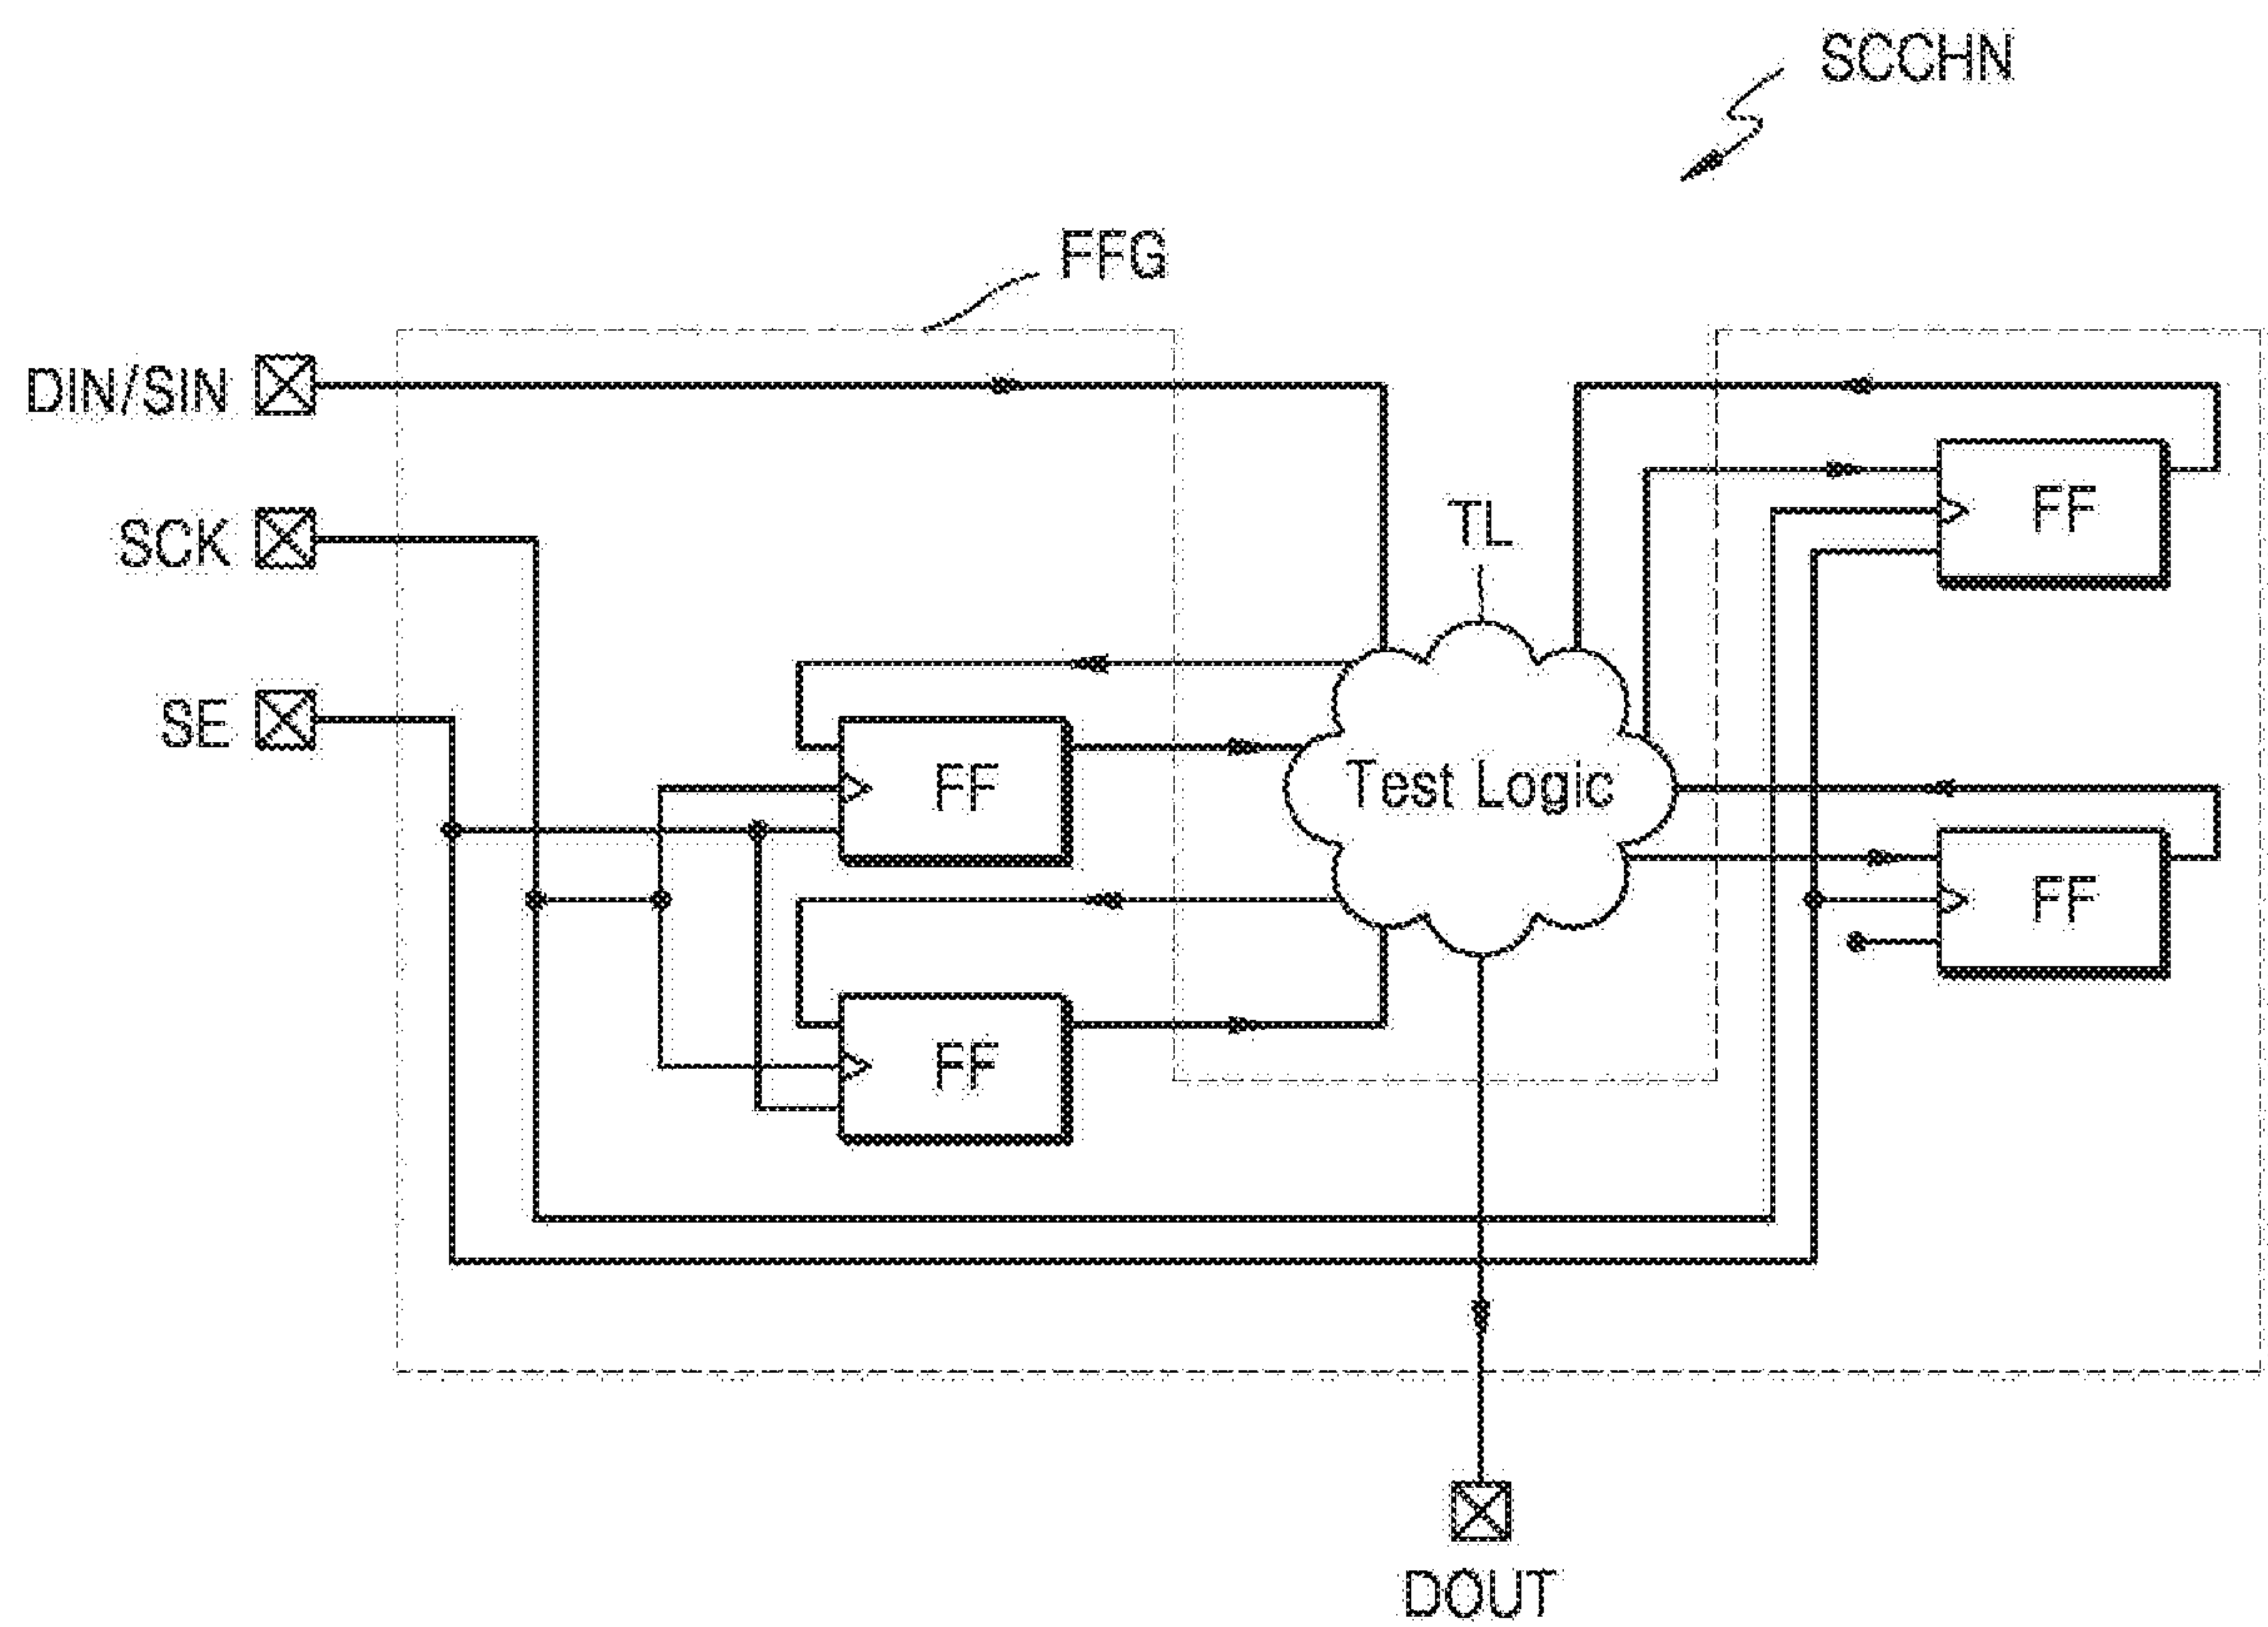 SCCHN
FFG
DIN/SIN
SCK
SE
TL
FF
FF
Test Logic
FF
FF
DOUT